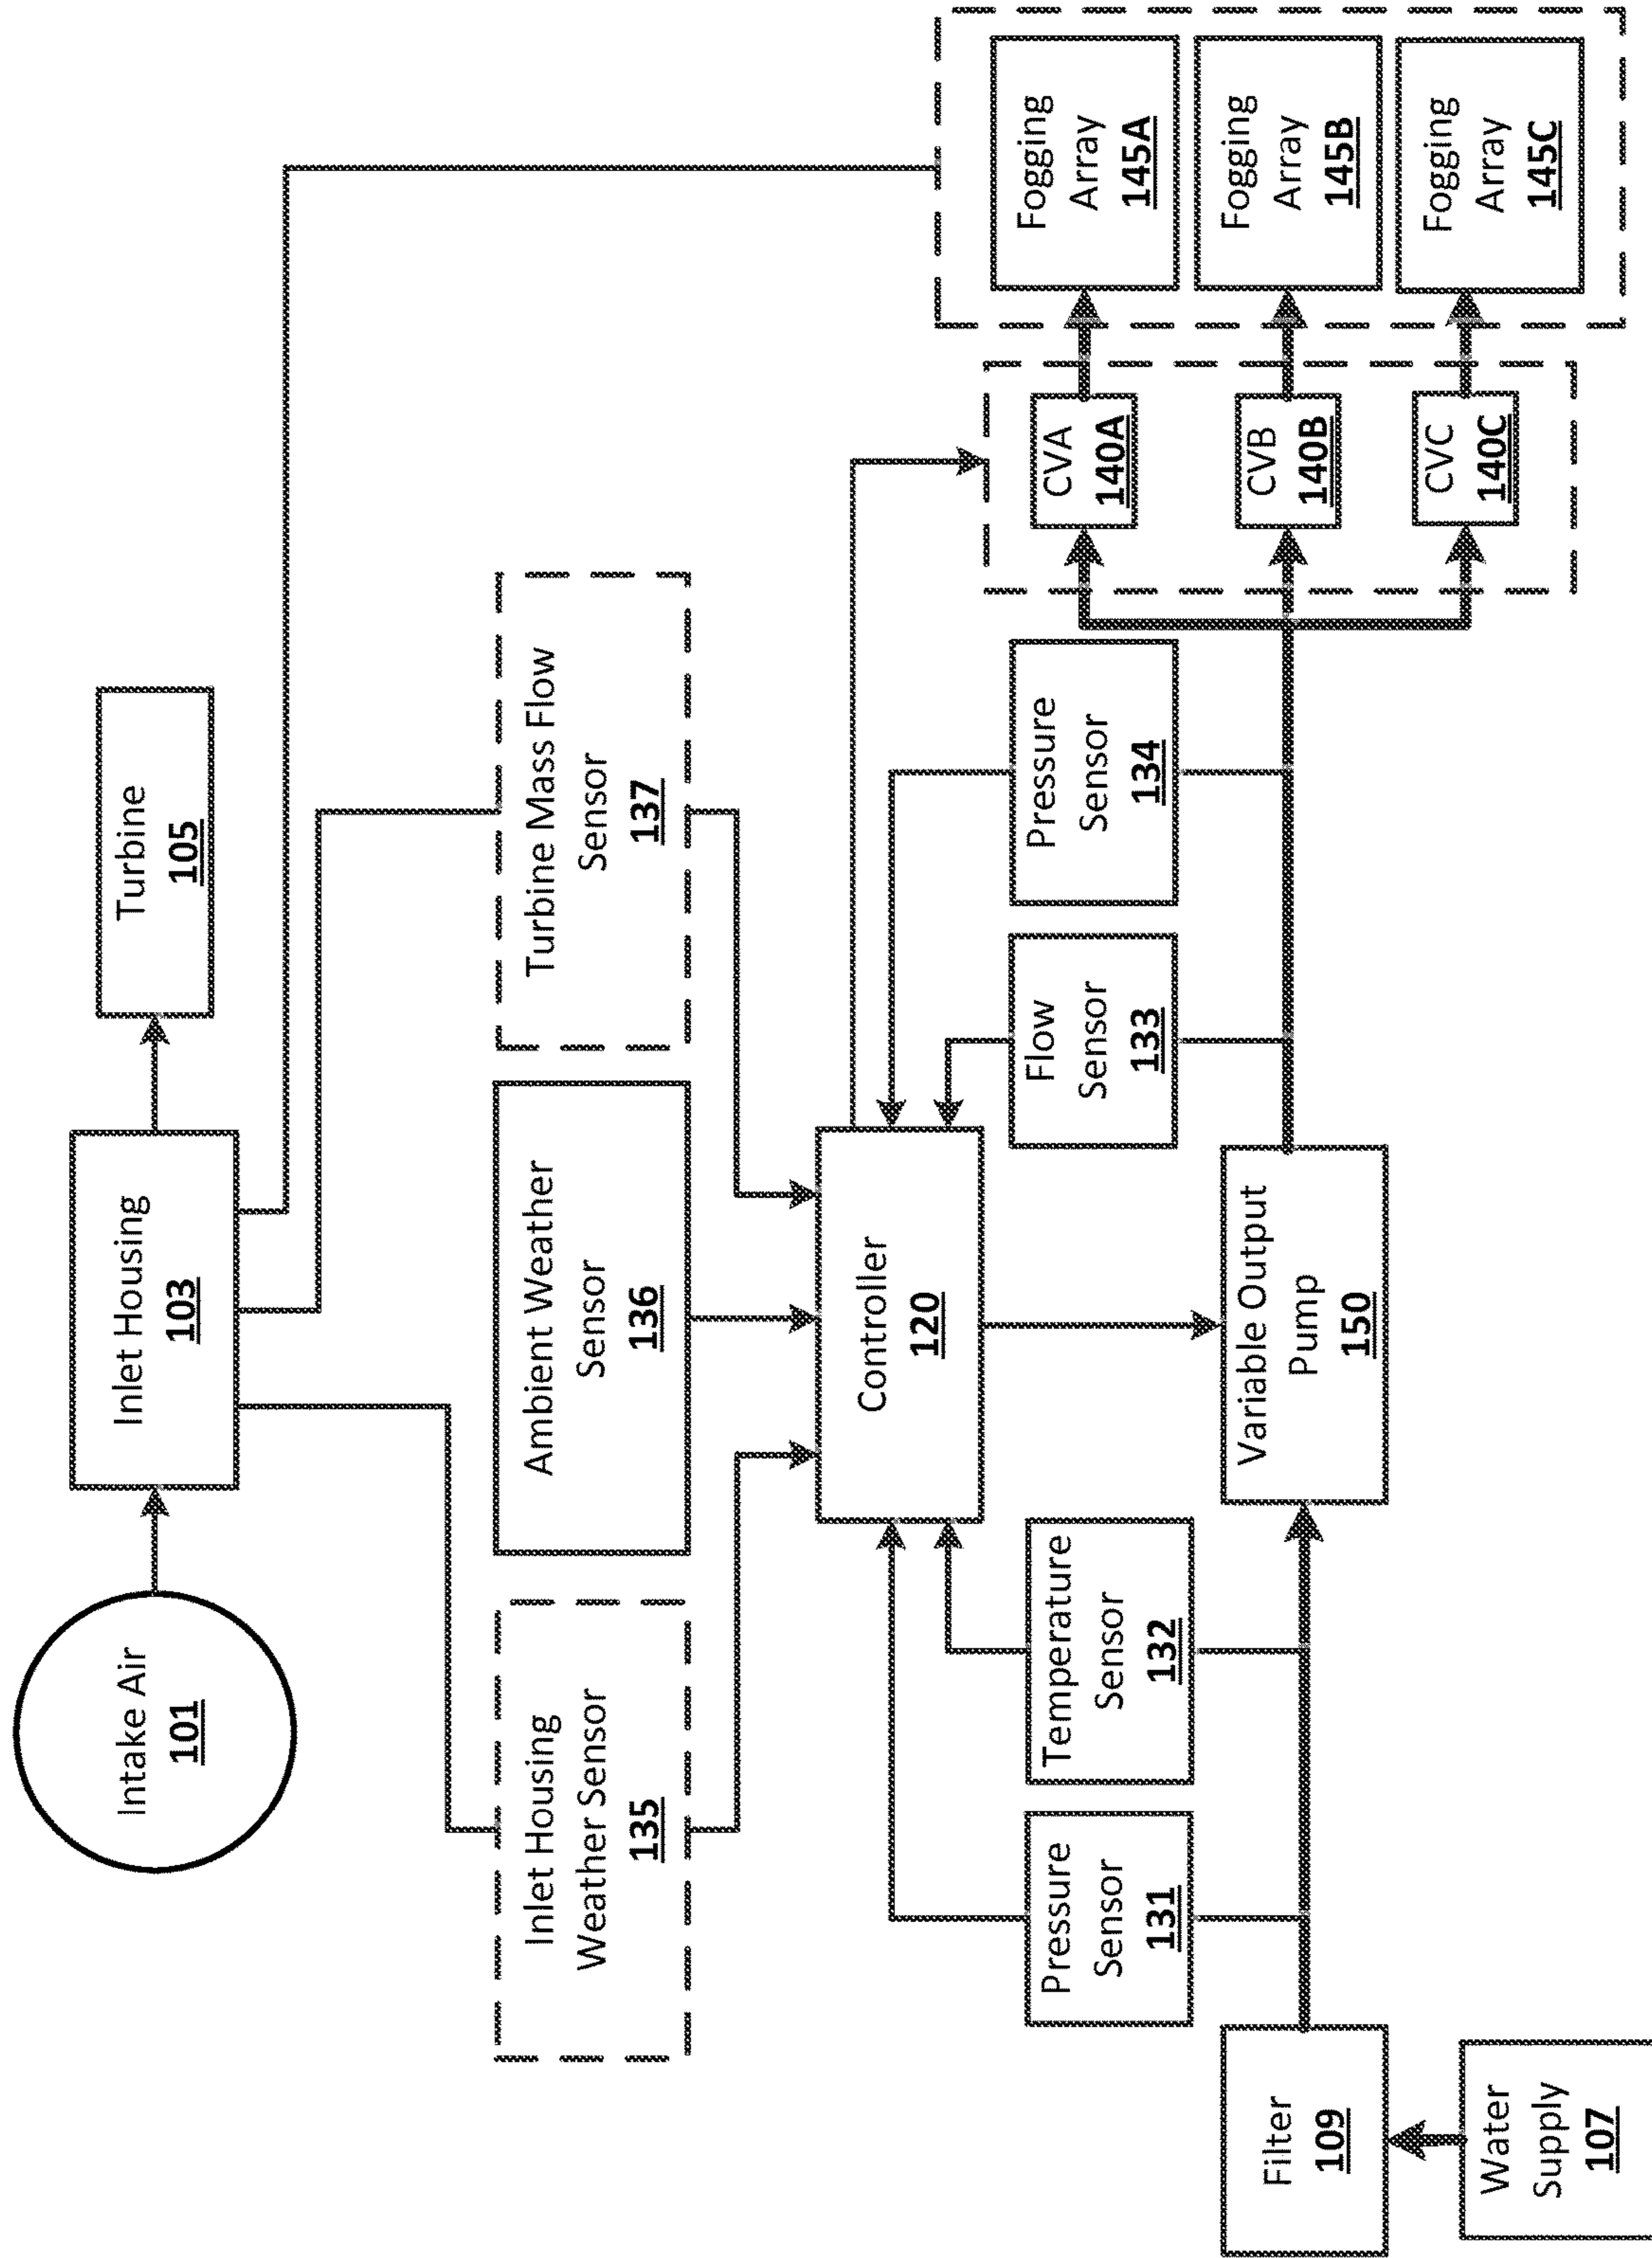 Intake Air
101
Inlet Housing
103
Turbine
105
Inlet Housing
Weather Sensor
135
Ambient Weather
Sensor
136
Turbine Mass Flow
Sensor
137
Controller
120
Pressure
Sensor
131
Temperature
Sensor
132
Flow
Sensor
133
Pressure
Sensor
134
Filter
109
Water
Supply
107
Variable Output
Pump
150
CVA
140A
CVB
140B
CVC
140C
Fogging
Array
145A
Fogging
Array
145B
Fogging
Array
145C